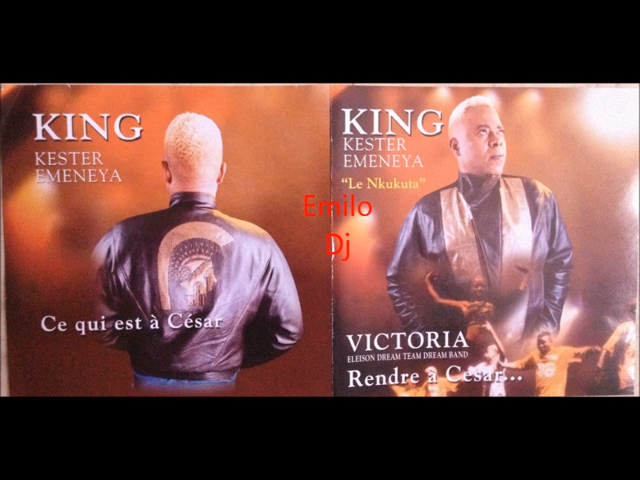 KING
KESTER
EMENEYA
Ce qui est à César
KING
KESTER
EMENEYA
“Le Nkukuta”
Emilo
Dj
VICTORIA
ELEISON DREAM TEAM DREAM BAND
Rendre à César...